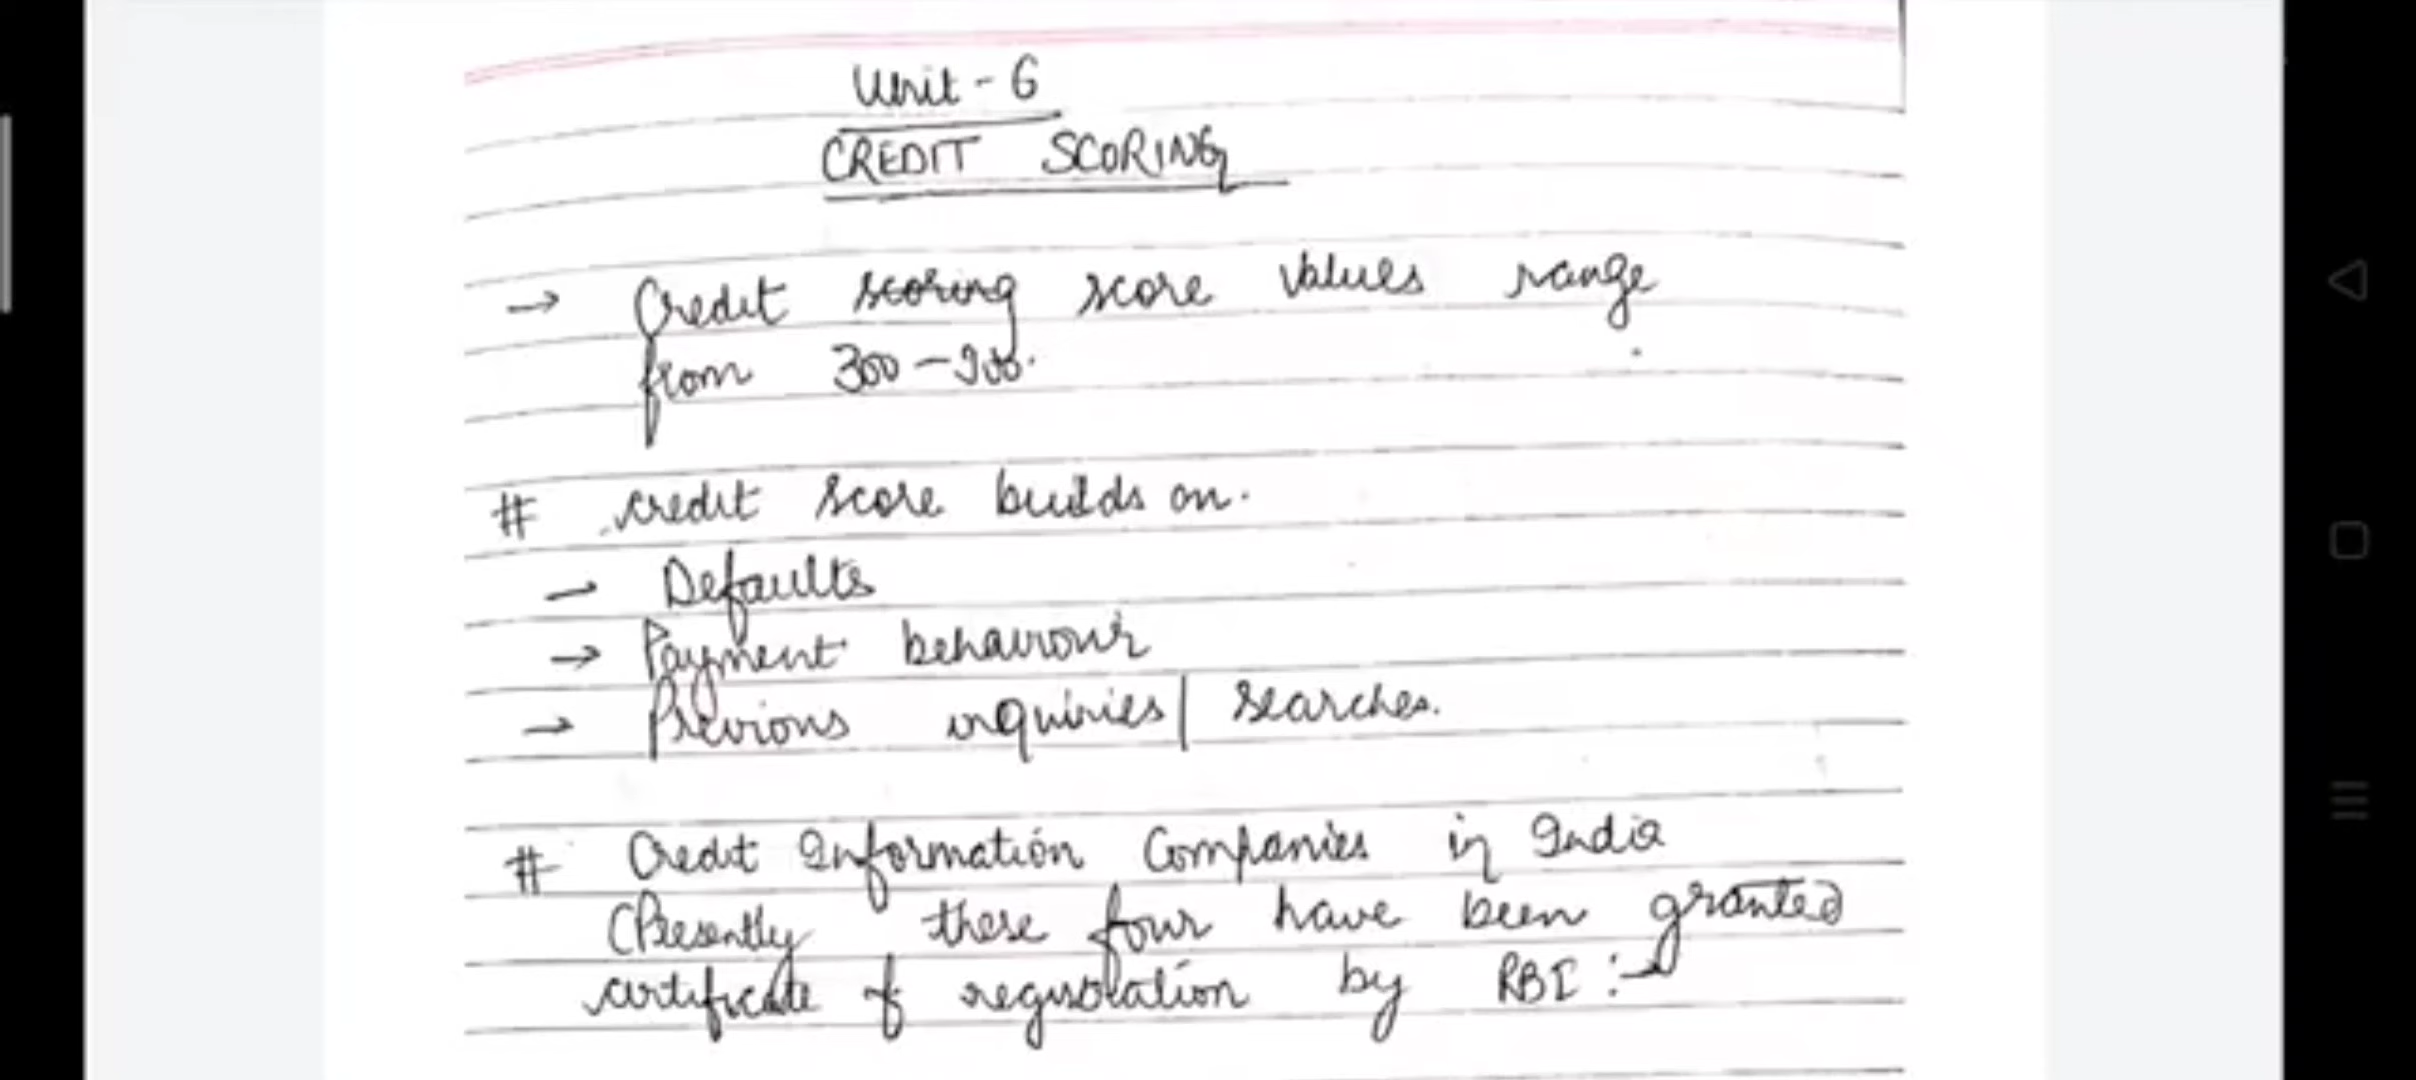 Unit - 6
CREDIT SCORING
→ Credit scoring score values range
from 300 - 900.
# credit score builds on.
→ Defaults
→ Payment behaviour
→ Previous inquiries / searches.
# Credit Information Companies in India
(Presently these four have been granted
certificate of registration by RBI :-